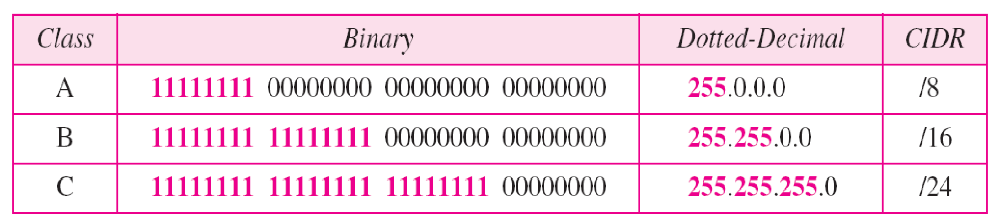 Class Binary Dotted-Decimal CIDR
A 11111111 00000000 00000000 00000000 255.0.0.0 /8
B 11111111 11111111 00000000 00000000 255.255.0.0 /16
C 11111111 11111111 11111111 00000000 255.255.255.0 /24